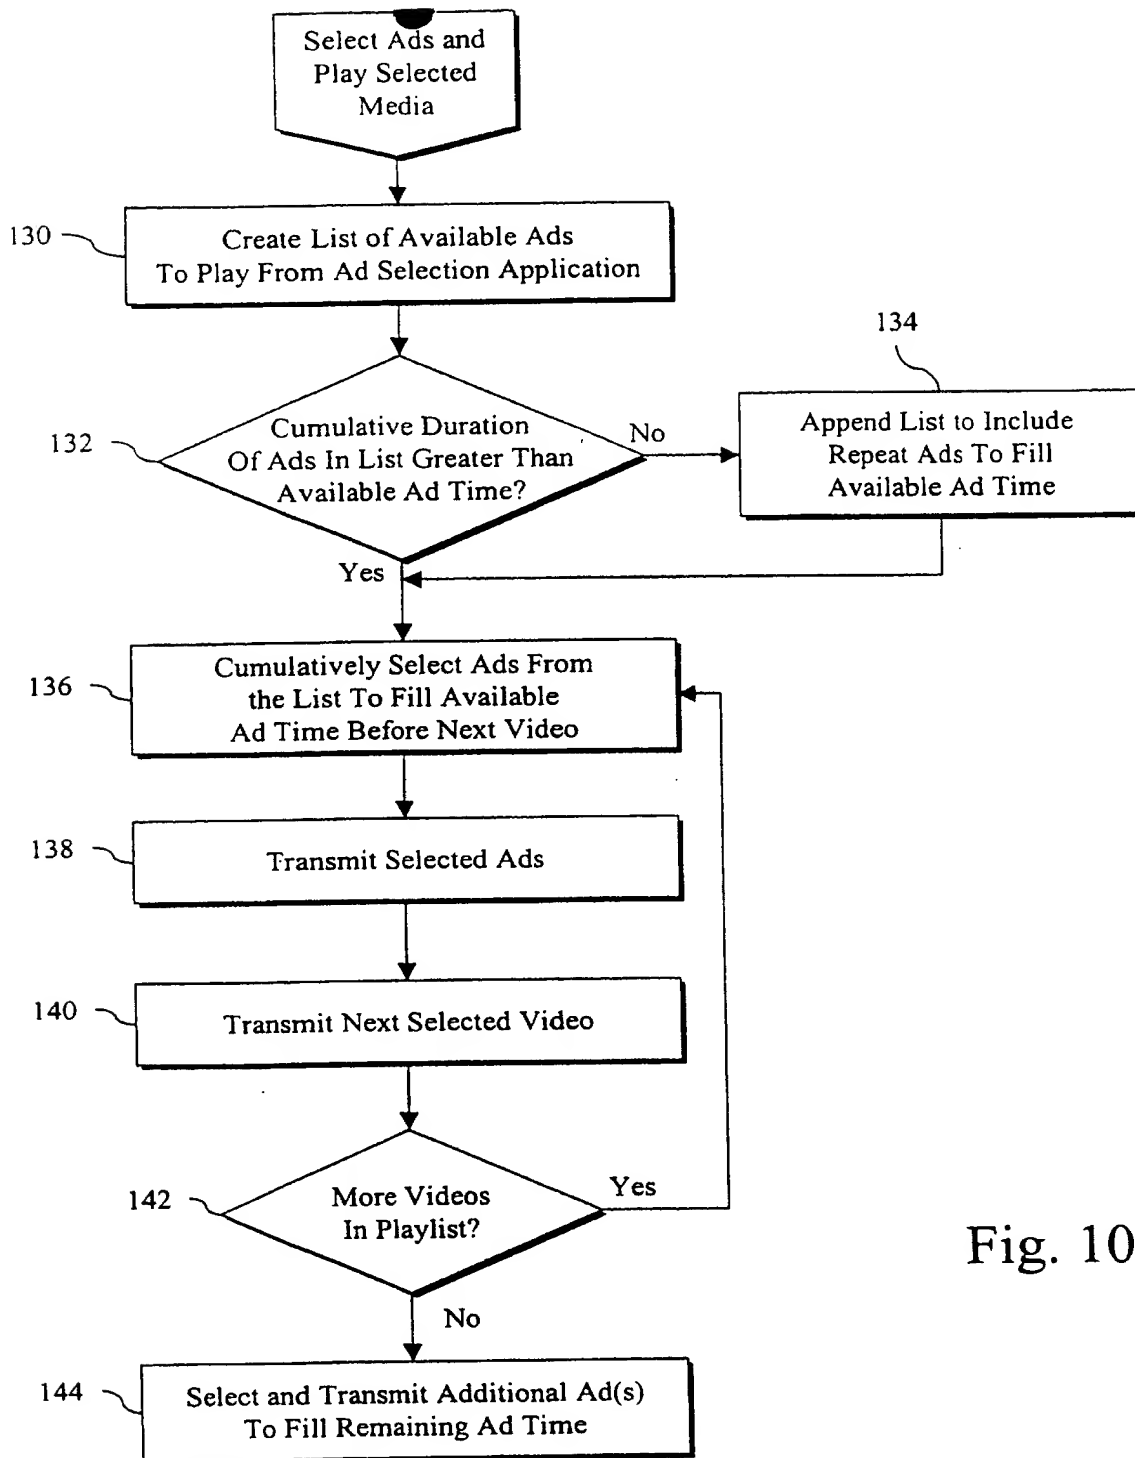 Select Ads and
Play Selected
Media
130
Create List of Available Ads
To Play From Ad Selection Application
134
132
Cumulative Duration
Of Ads In List Greater Than
Available Ad Time?
No
Append List to Include
Repeat Ads To Fill
Available Ad Time
Yes
136
Cumulatively Select Ads From
the List To Fill Available
Ad Time Before Next Video
138
Transmit Selected Ads
140
Transmit Next Selected Video
142
More Videos
In Playlist?
Yes
No
Fig. 10
144
Select and Transmit Additional Ad(s)
To Fill Remaining Ad Time